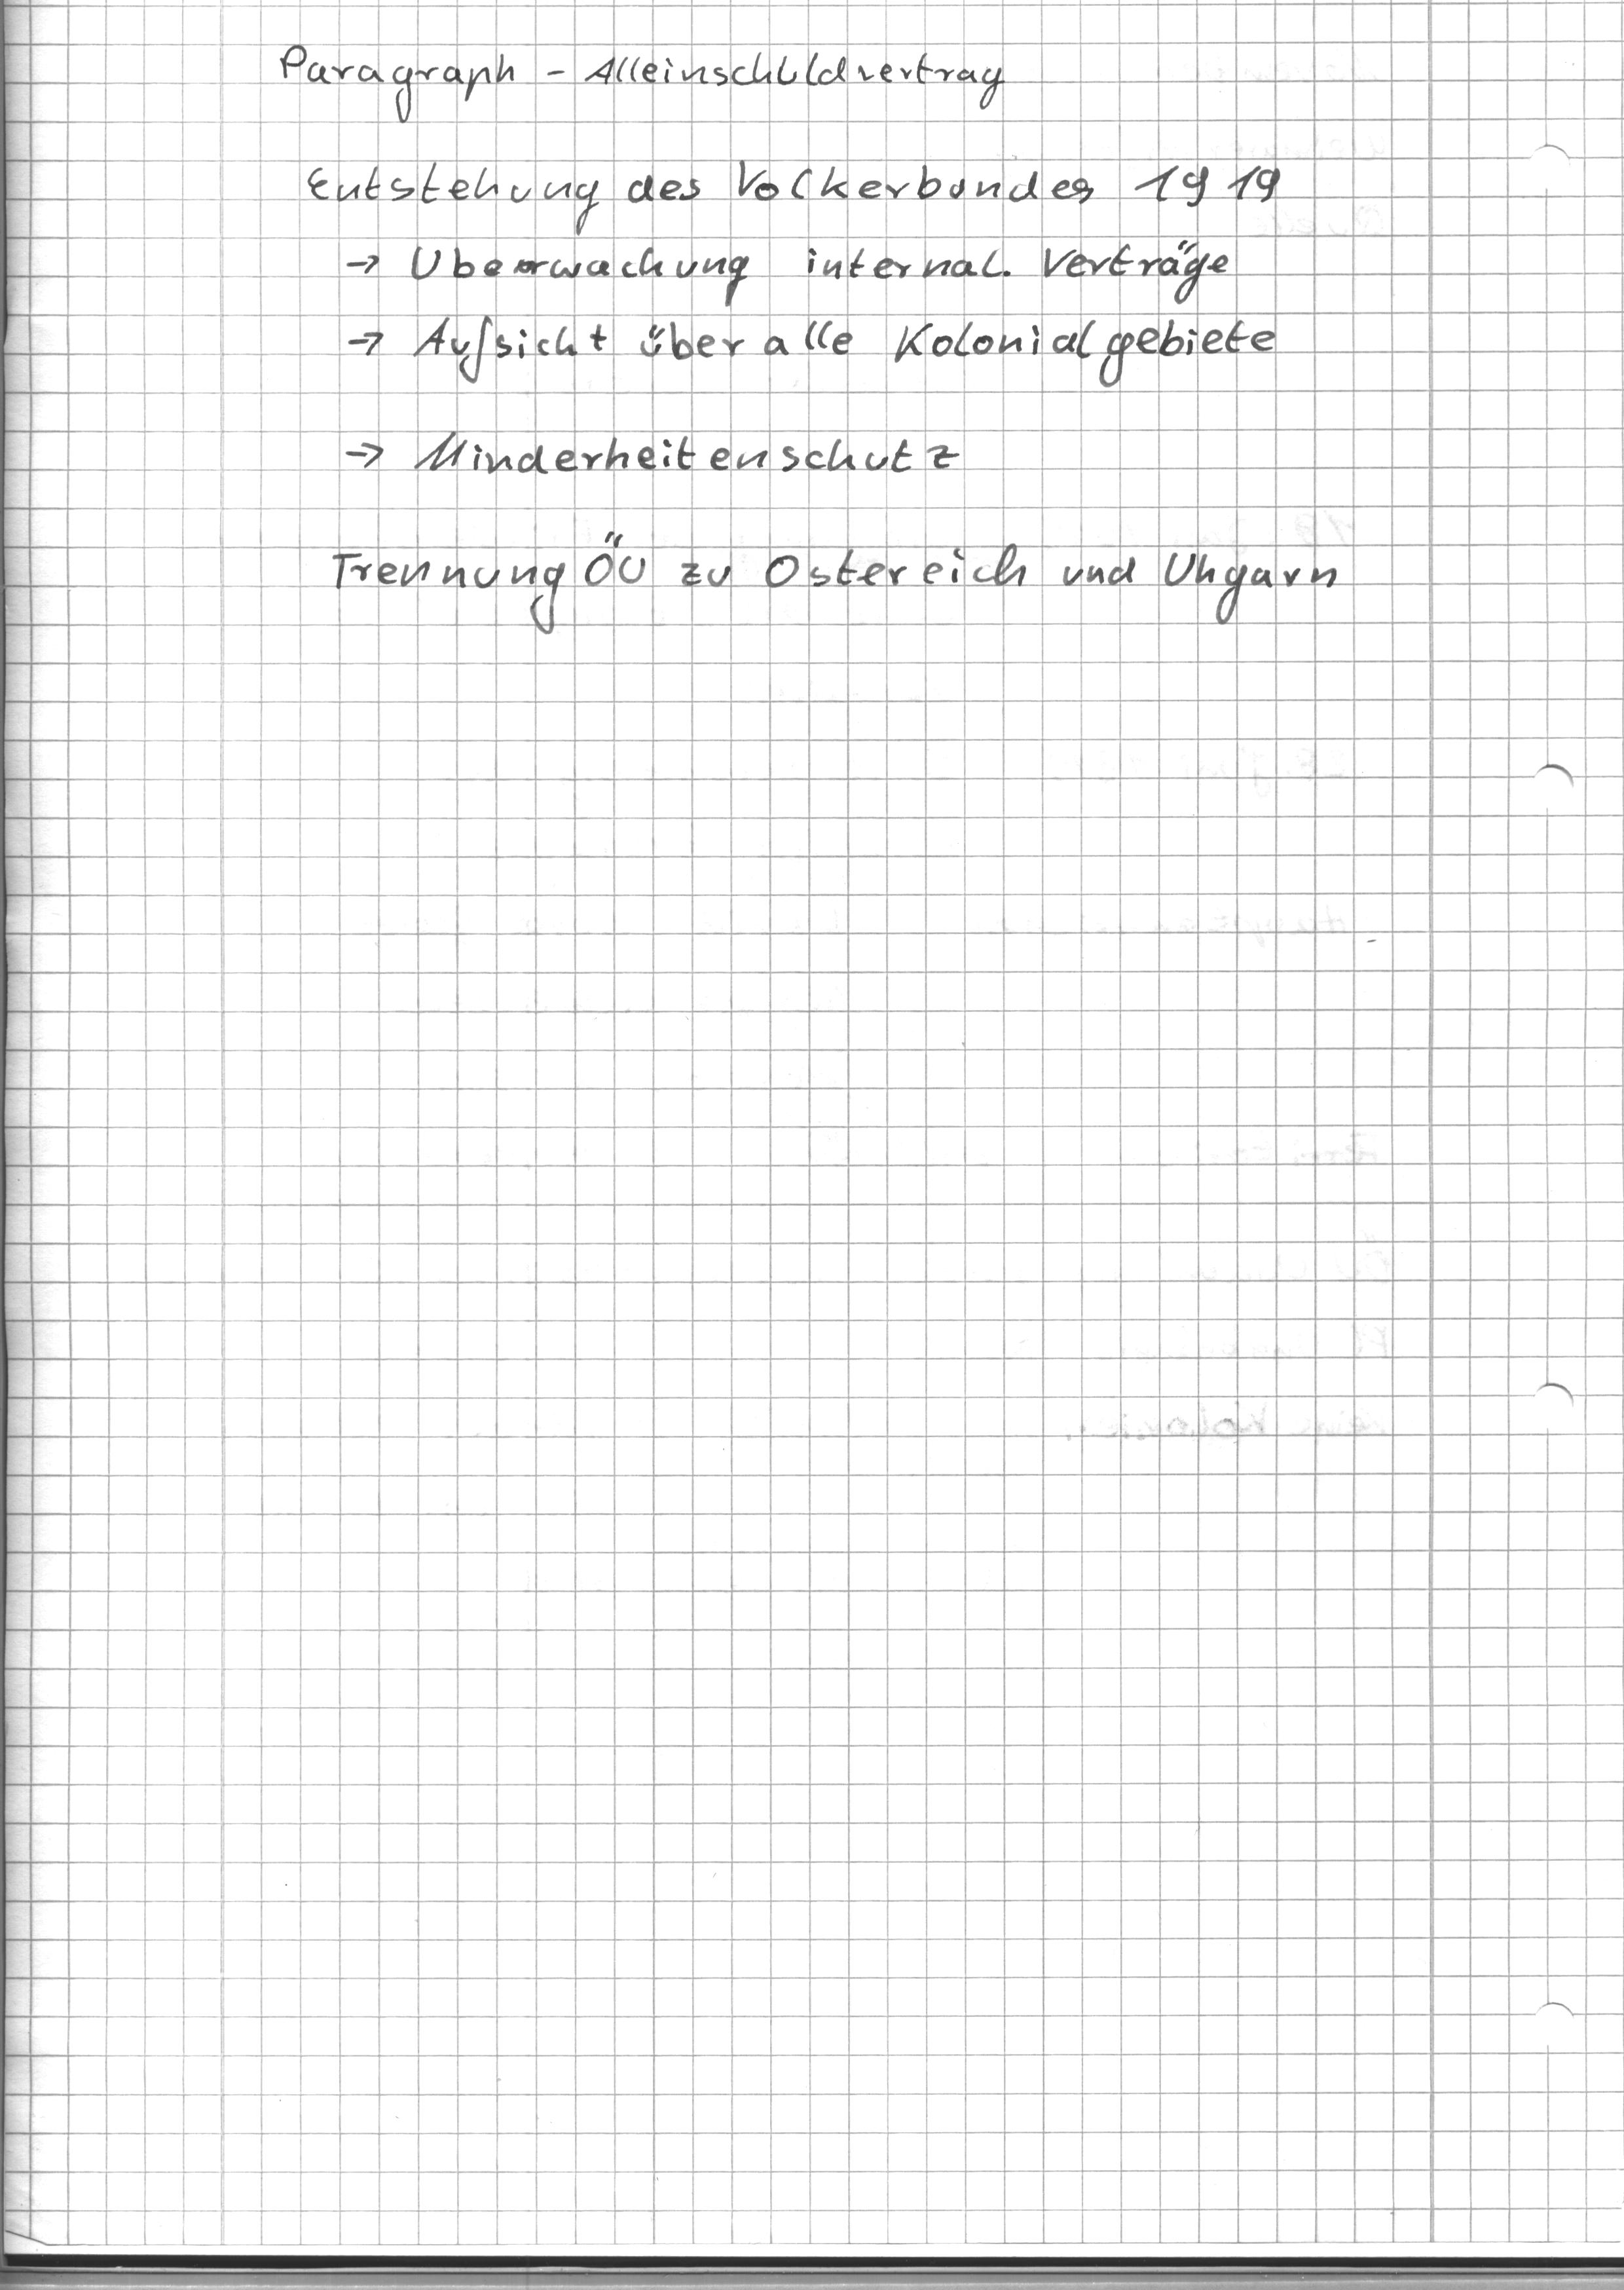 Paragraph - Alleinschuldvertrag
Entstehung des Volkerbundes 1919
→ Uberwachung internal. Verträge
→ Aufsicht über alle Kolonialgebiete
→ Minderheitenschutz
Trennung ÖU zu Ostereich und Ungarn